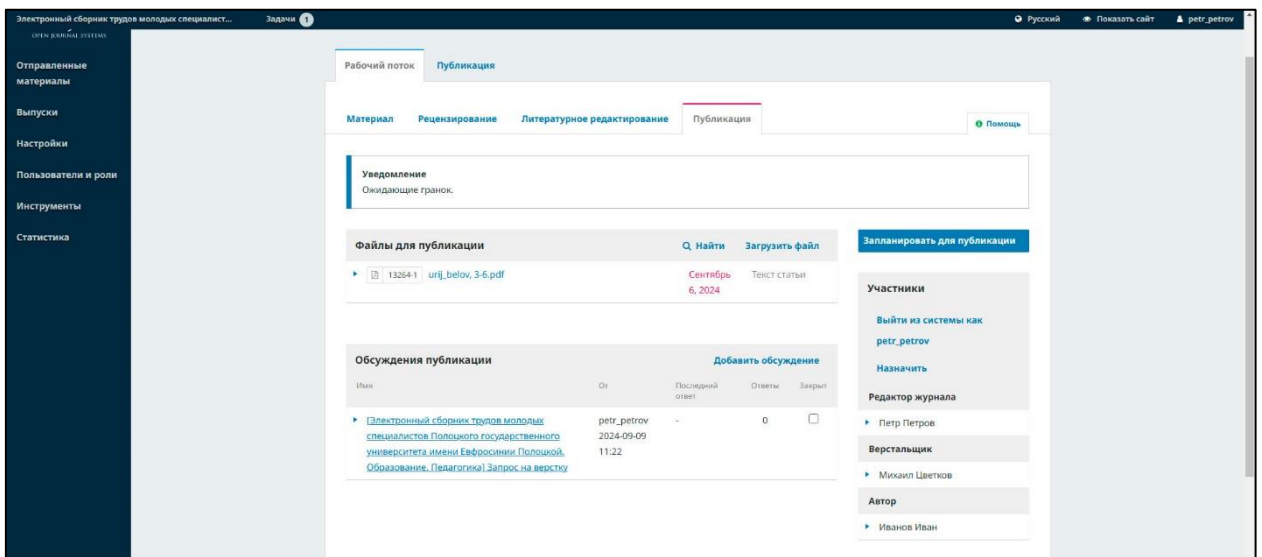 Электронный сборник трудов молодых специалист...
Задачи 1
Русский
Показать сайт
petr_petrov
OPEN JOURNAL SYSTEMS
Отправленные
материалы
Выпуски
Настройки
Пользователи и роли
Инструменты
Статистика
Рабочий поток
Публикация
Материал
Рецензирование
Литературное редактирование
Публикация
Помощь
Уведомление
Ожидающие гранок.
Файлы для публикации
Найти
Загрузить файл
13264-1 urij_belov, 3-6.pdf
Сентябрь
6, 2024
Текст статьи
Обсуждения публикации
Добавить обсуждение
Имя
От
Последний
ответ
Ответы
Закрыт
[Электронный сборник трудов молодых
специалистов Полоцкого государственного
университета имени Евфросинии Полоцкой.
Образование, Педагогика] Запрос на верстку
petr_petrov
2024-09-09
11:22
-
0
Запланировать для публикации
Участники
Выйти из системы как
petr_petrov
Назначить
Редактор журнала
Петр Петров
Верстальщик
Михаил Цветков
Автор
Иванов Иван